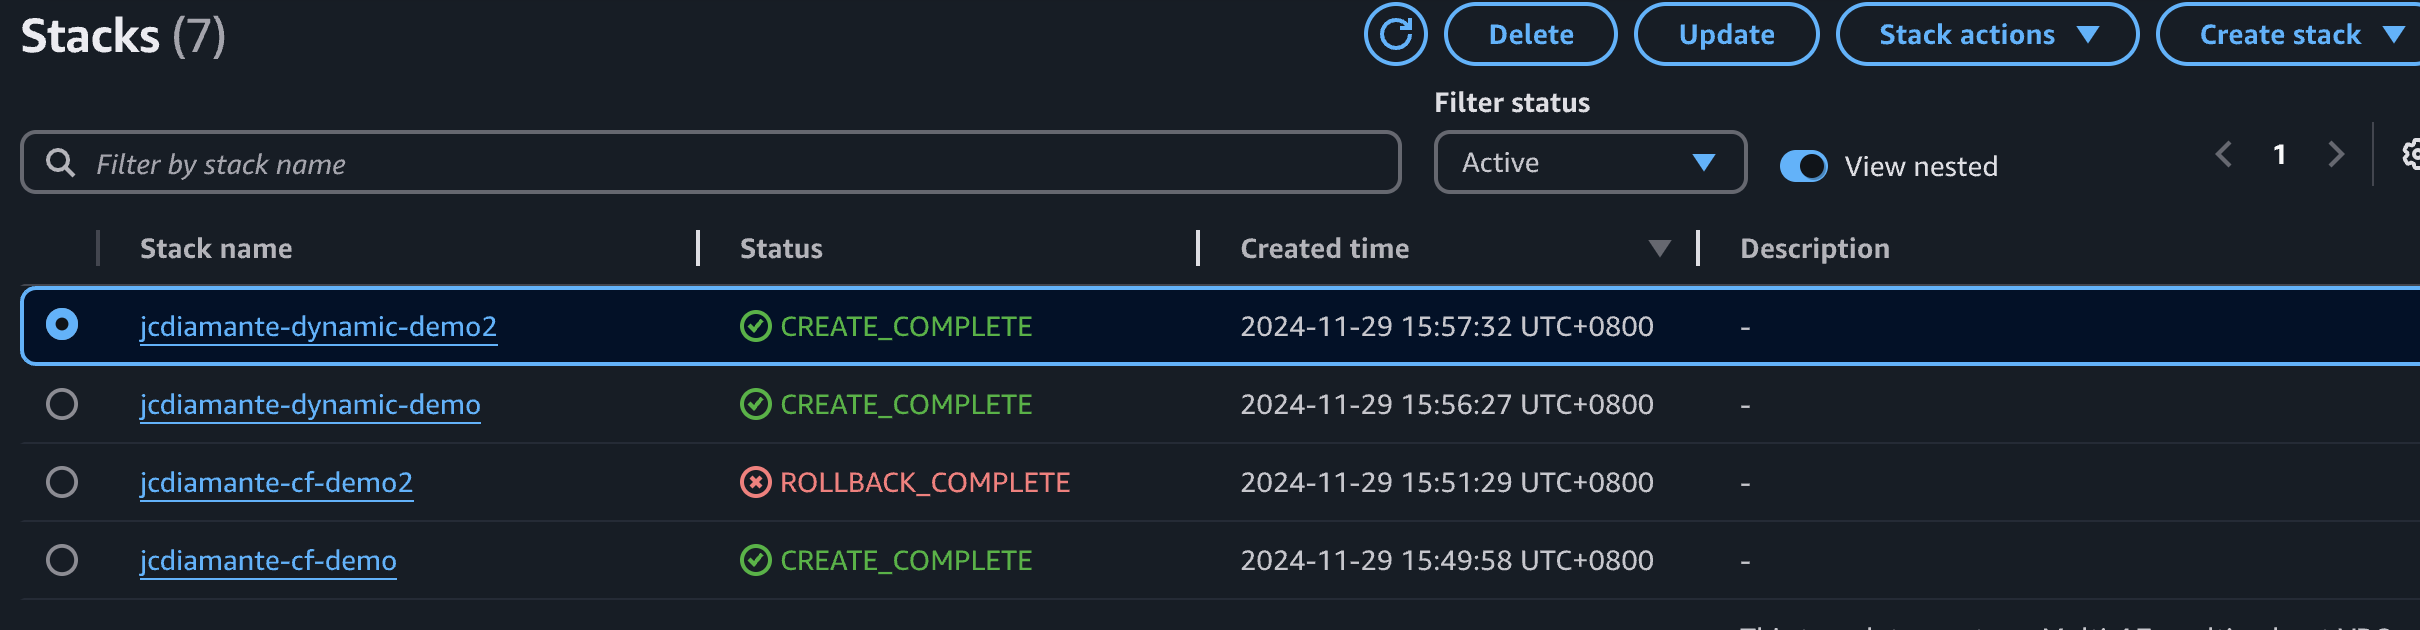 Stacks (7)
Delete
Update
Stack actions
Create stack
Filter status
Filter by stack name
Active
View nested
1
Stack name Status Created time Description
jcdiamante-dynamic-demo2 CREATE_COMPLETE 2024-11-29 15:57:32 UTC+0800 -
jcdiamante-dynamic-demo CREATE_COMPLETE 2024-11-29 15:56:27 UTC+0800 -
jcdiamante-cf-demo2 ROLLBACK_COMPLETE 2024-11-29 15:51:29 UTC+0800 -
jcdiamante-cf-demo CREATE_COMPLETE 2024-11-29 15:49:58 UTC+0800 -